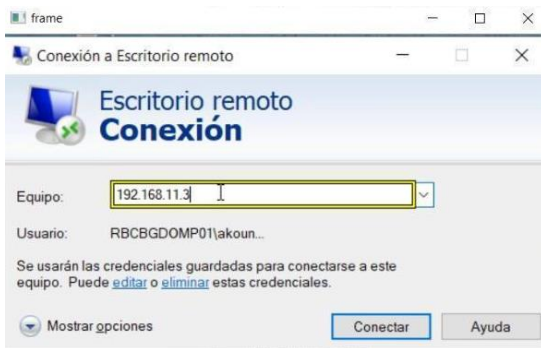 frame
Conexión a Escritorio remoto
Escritorio remoto
Conexión
Equipo: 192.168.11.3
Usuario: RBCBGDOMP01\akoun...
Se usarán las credenciales guardadas para conectarse a este
equipo. Puede editar o eliminar estas credenciales.
Mostrar opciones Conectar Ayuda